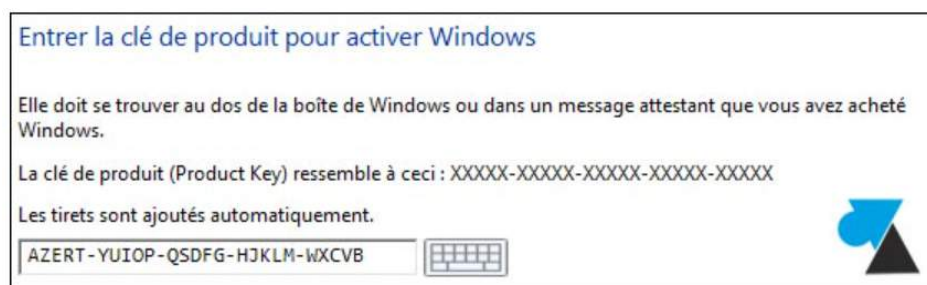 Entrer la clé de produit pour activer Windows
Elle doit se trouver au dos de la boîte de Windows ou dans un message attestant que vous avez acheté
Windows.
La clé de produit (Product Key) ressemble à ceci : XXXXX-XXXXX-XXXXX-XXXXX-XXXXX
Les tirets sont ajoutés automatiquement.
AZERT-YUIOP-QSDFG-HJKLM-WXCVB